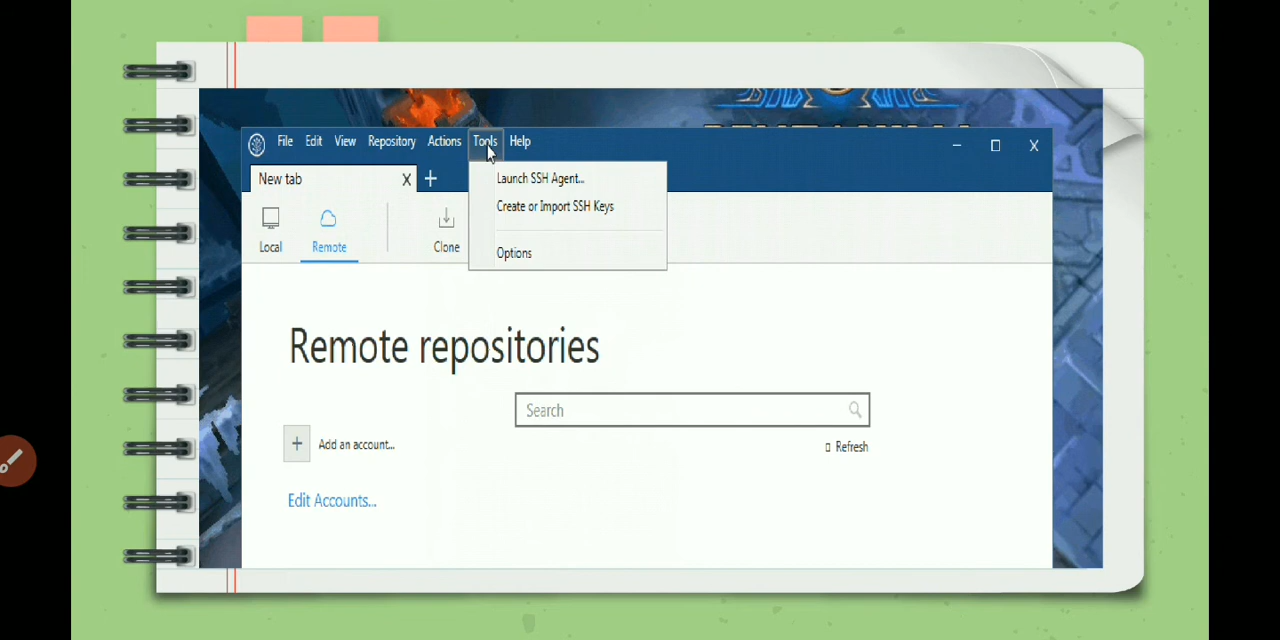 File Edit View Repository Actions Tools Help
New tab
Launch SSH Agent...
Create or Import SSH Keys
Local Remote Clone
Options
Remote repositories
Search
Add an account...
Refresh
Edit Accounts...